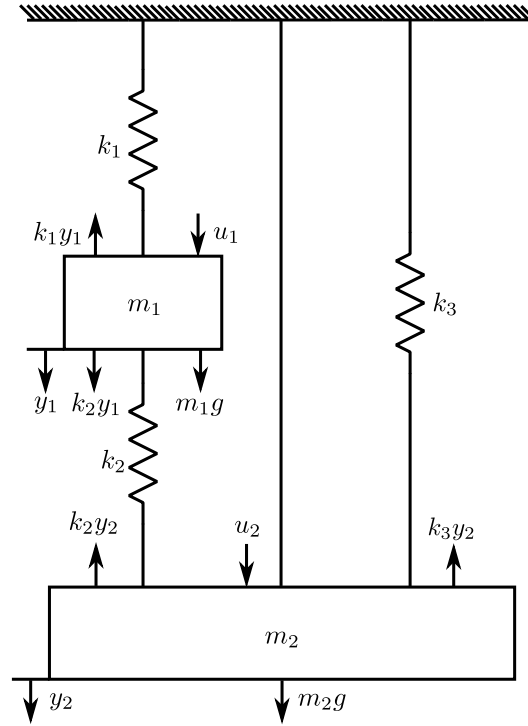 k₁
k₁y₁
u₁
m₁
k₃
y₁
k₂y₁
m₁g
k₂
k₂y₂
u₂
k₃y₂
m₂
y₂
m₂g